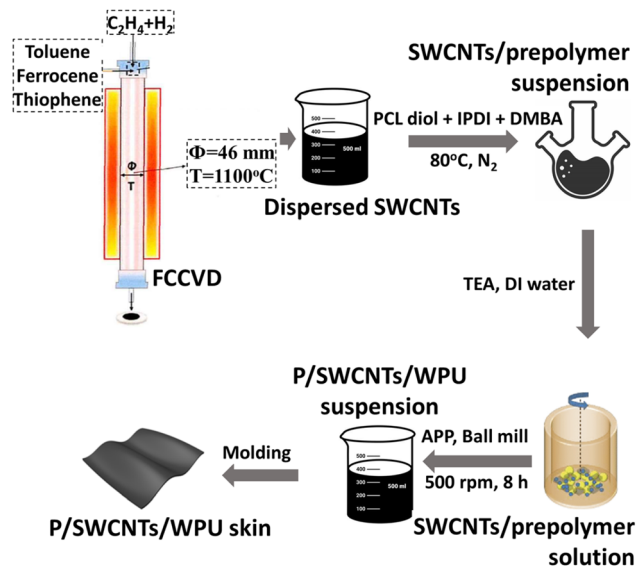 C₂H₄+H₂
Toluene
Ferrocene
Thiophene
Φ
T
Φ=46 mm
T=1100°C
FCCVD
500
400
300
200
100
500 ml
Dispersed SWCNTs
PCL diol + IPDI + DMBA
80°C, N₂
SWCNTs/prepolymer
suspension
TEA, DI water
SWCNTs/prepolymer
solution
APP, Ball mill
500 rpm, 8 h
P/SWCNTs/WPU
suspension
500
400
300
200
100
500 ml
Molding
P/SWCNTs/WPU skin